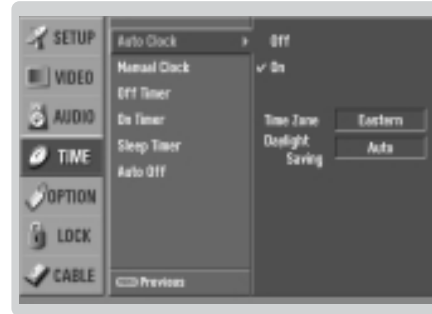 SETUP
VIDEO
AUDIO
TIME
OPTION
LOCK
CABLE
Auto Clock
Manual Clock
Off Timer
On Timer
Sleep Timer
Auto Off
Previous
Off
✓ On
Time Zone Eastern
Daylight Auto
Saving